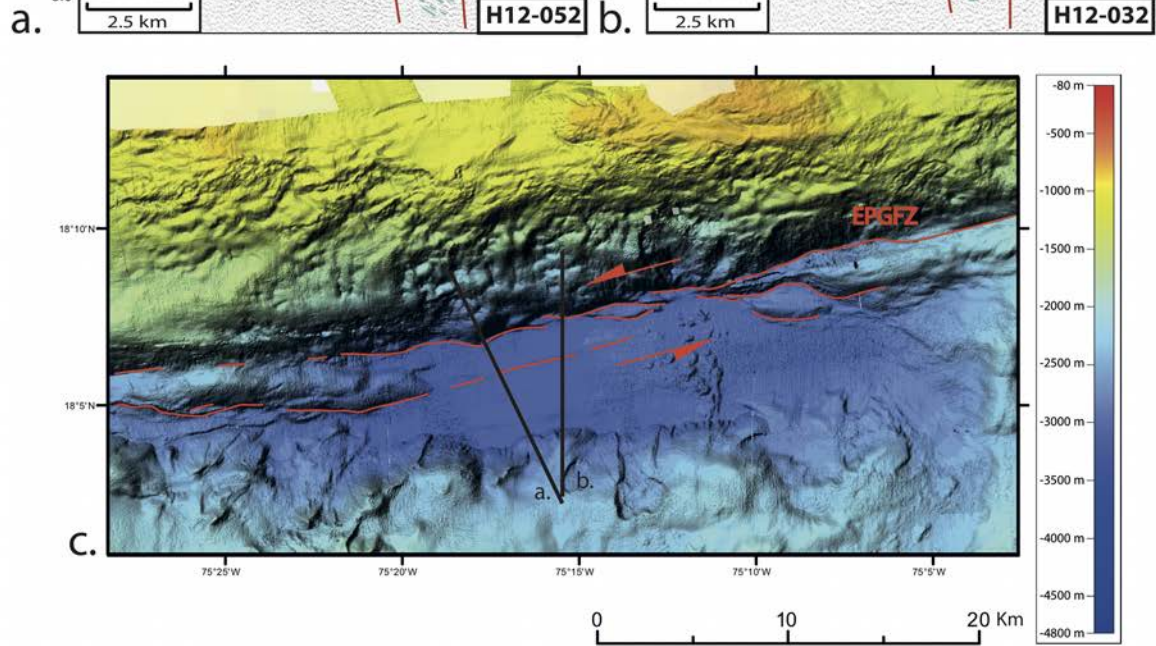 a.
2.5 km
H12-052
b.
2.5 km
H12-032
EPGFZ
18°10'N
18°5'N
a.
b.
C.
75°25'W
75°20'W
75°15'W
75°10'W
75°5'W
-80 m
-500 m
-1000 m
-1500 m
-2000 m
-2500 m
-3000 m
-3500 m
-4000 m
-4500 m
-4800 m
0
10
20 Km